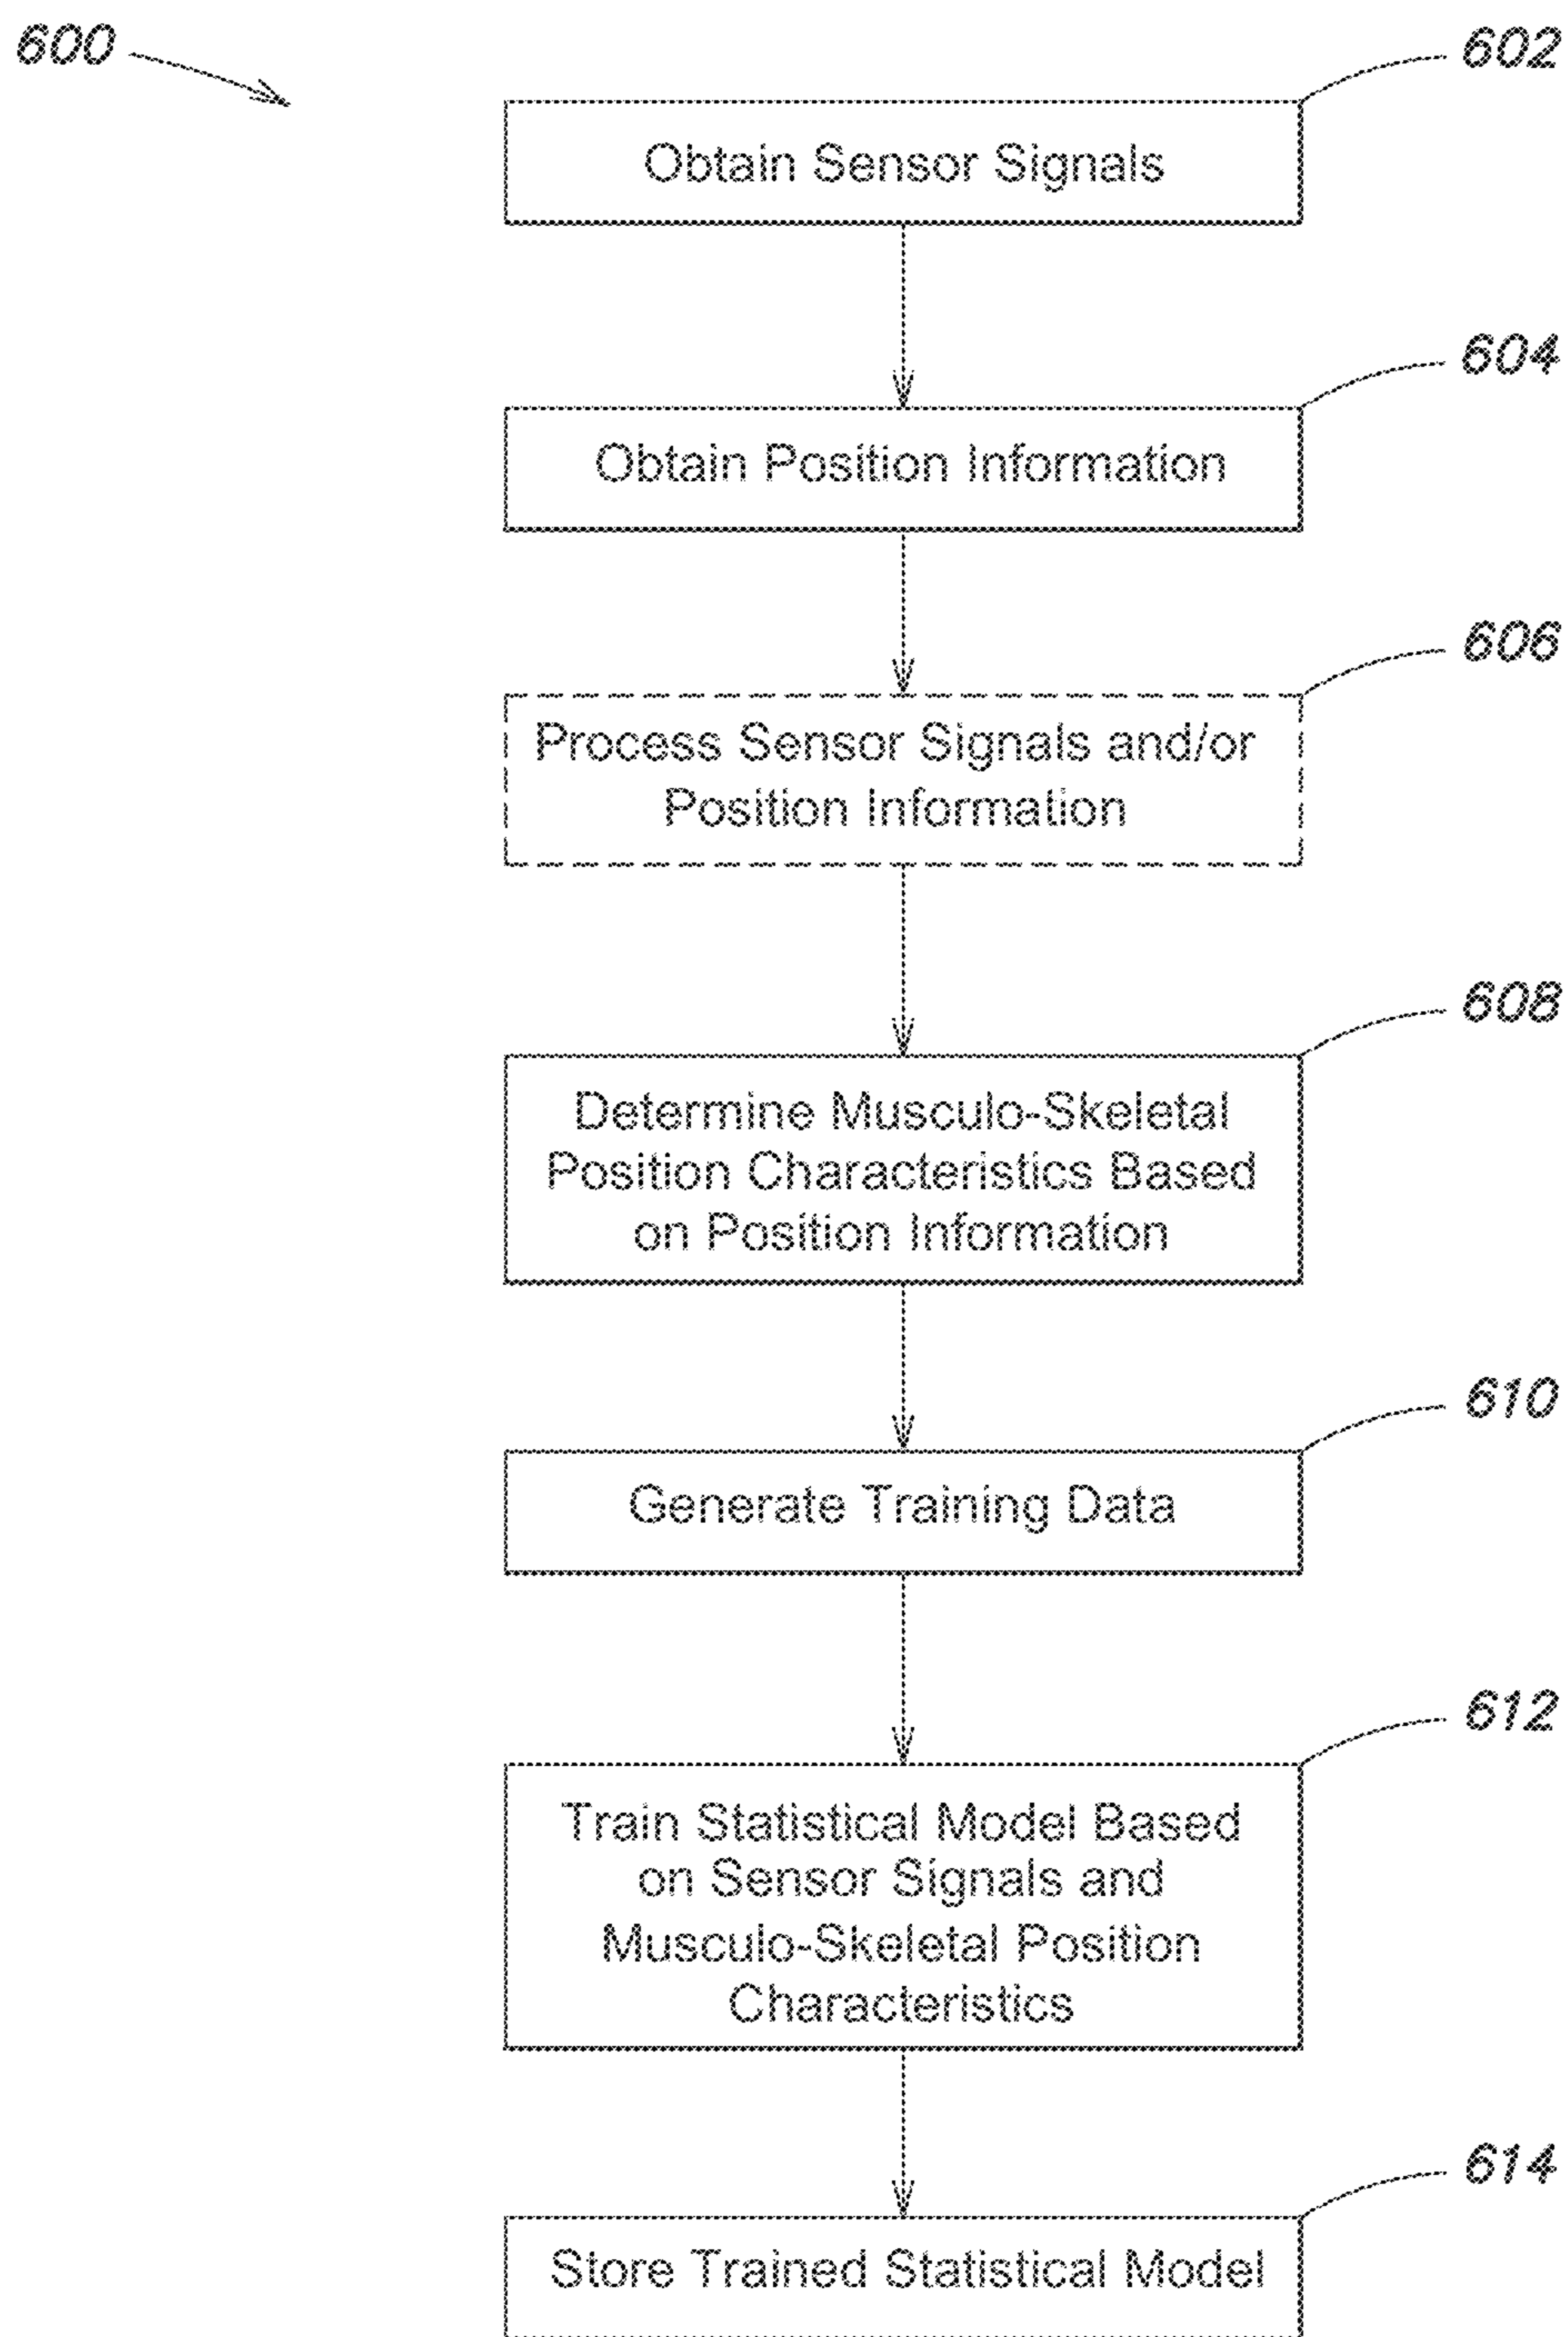 600
602
Obtain Sensor Signals
604
Obtain Position Information
606
Process Sensor Signals and/or
Position Information
608
Determine Musculo-Skeletal
Position Characteristics Based
on Position Information
610
Generate Training Data
612
Train Statistical Model Based
on Sensor Signals and
Musculo-Skeletal Position
Characteristics
614
Store Trained Statistical Model